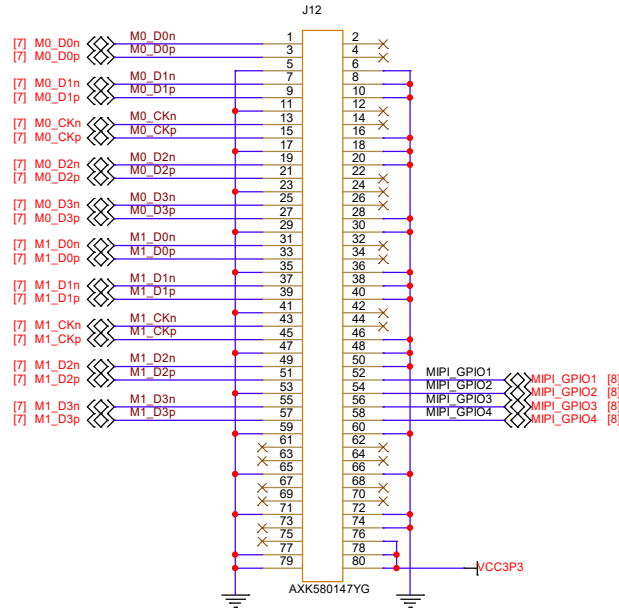 J12
[7] M0_D0n M0_D0n 1 2
[7] M0_D0p M0_D0p 3 4
5 6
[7] M0_D1n M0_D1n 7 8
[7] M0_D1p M0_D1p 9 10
11 12
[7] M0_CKn M0_CKn 13 14
[7] M0_CKp M0_CKp 15 16
17 18
[7] M0_D2n M0_D2n 19 20
[7] M0_D2p M0_D2p 21 22
23 24
[7] M0_D3n M0_D3n 25 26
[7] M0_D3p M0_D3p 27 28
29 30
[7] M1_D0n M1_D0n 31 32
[7] M1_D0p M1_D0p 33 34
35 36
[7] M1_D1n M1_D1n 37 38
[7] M1_D1p M1_D1p 39 40
41 42
[7] M1_CKn M1_CKn 43 44
[7] M1_CKp M1_CKp 45 46
47 48
[7] M1_D2n M1_D2n 49 50
[7] M1_D2p M1_D2p 51 52 MIPI_GPIO1 MIPI_GPIO1 [8]
53 54 MIPI_GPIO2 MIPI_GPIO2 [8]
[7] M1_D3n M1_D3n 55 56 MIPI_GPIO3 MIPI_GPIO3 [8]
[7] M1_D3p M1_D3p 57 58 MIPI_GPIO4 MIPI_GPIO4 [8]
59 60
61 62
63 64
65 66
67 68
69 70
71 72
73 74
75 76
77 78
79 80 VCC3P3
AXK580147YG